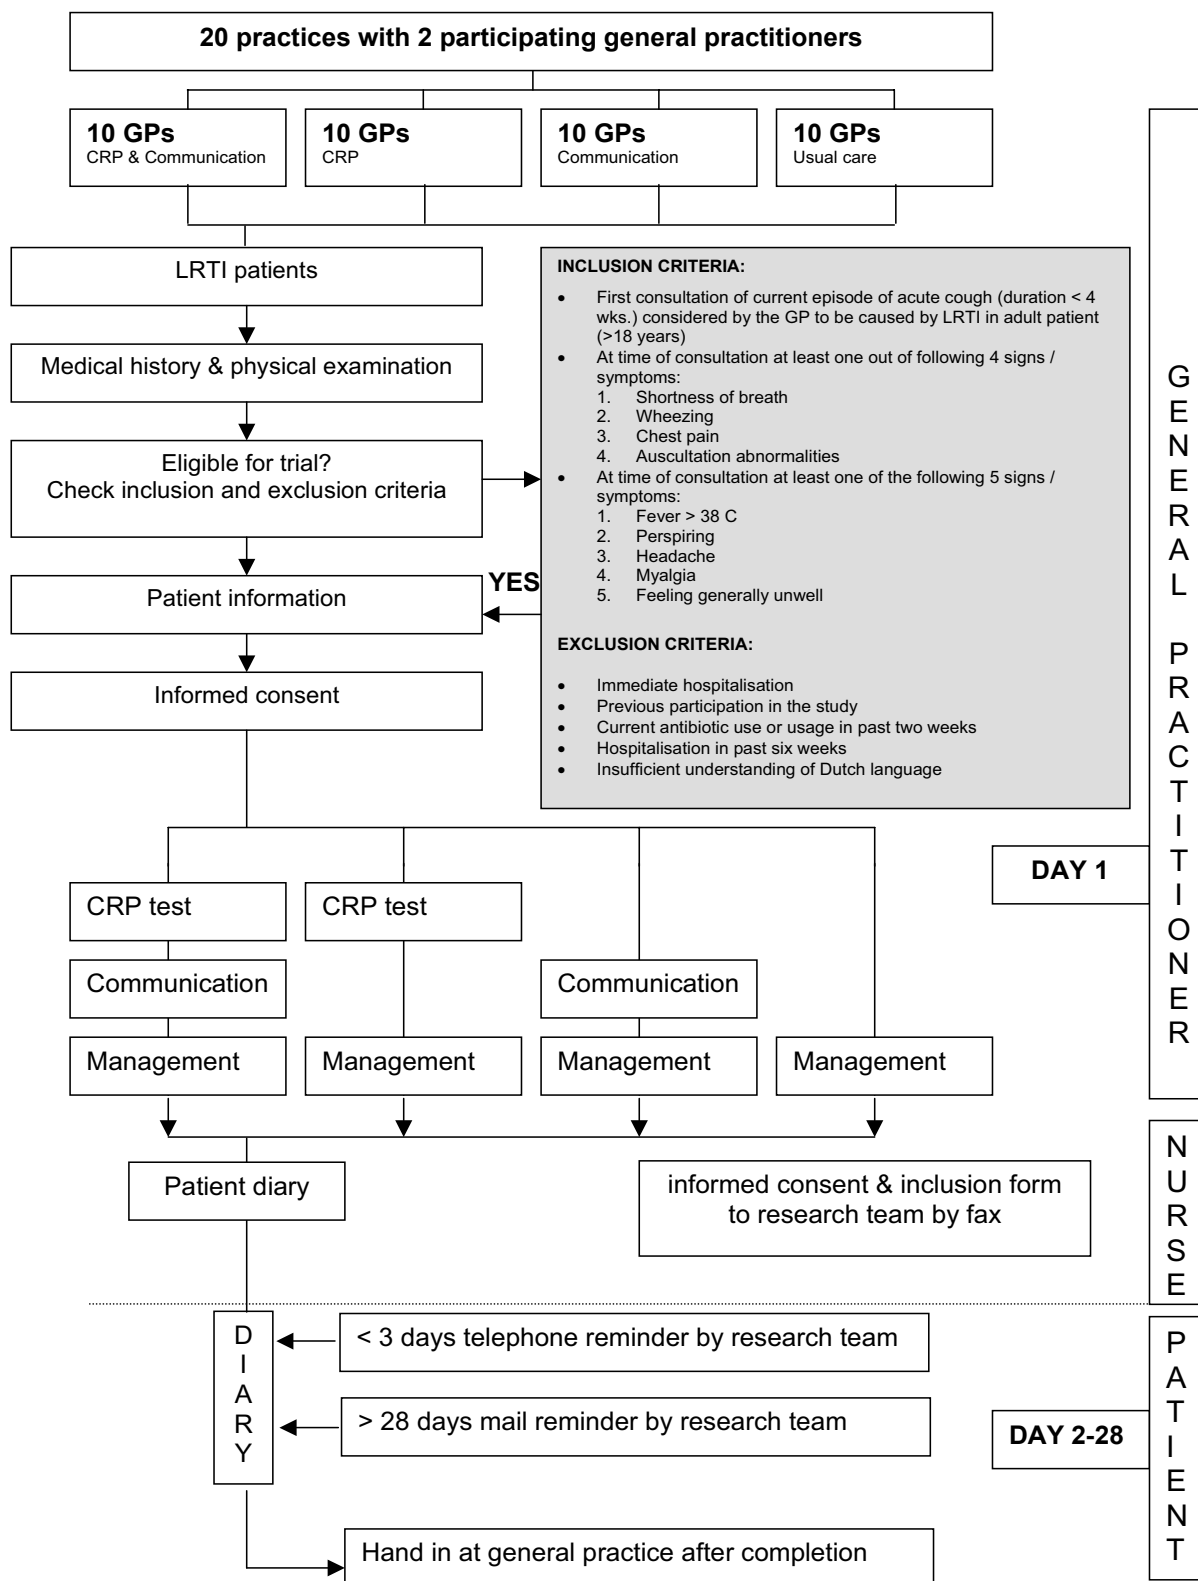 20 practices with 2 participating general practitioners
10 GPs
CRP & Communication
10 GPs
CRP
10 GPs
Communication
10 GPs
Usual care
LRTI patients
Medical history & physical examination
Eligible for trial?
Check inclusion and exclusion criteria
YES
Patient information
Informed consent
INCLUSION CRITERIA:
• First consultation of current episode of acute cough (duration < 4
wks.) considered by the GP to be caused by LRTI in adult patient
(>18 years)
• At time of consultation at least one out of following 4 signs /
symptoms:
1. Shortness of breath
2. Wheezing
3. Chest pain
4. Auscultation abnormalities
• At time of consultation at least one of the following 5 signs /
symptoms:
1. Fever > 38 C
2. Perspiring
3. Headache
4. Myalgia
5. Feeling generally unwell
EXCLUSION CRITERIA:
• Immediate hospitalisation
• Previous participation in the study
• Current antibiotic use or usage in past two weeks
• Hospitalisation in past six weeks
• Insufficient understanding of Dutch language
GENERAL PRACTITIONER
DAY 1
CRP test
CRP test
Communication
Communication
Management
Management
Management
Management
Patient diary
informed consent & inclusion form
to research team by fax
NURSE
DIARY
< 3 days telephone reminder by research team
> 28 days mail reminder by research team
DAY 2-28
PATIENT
Hand in at general practice after completion